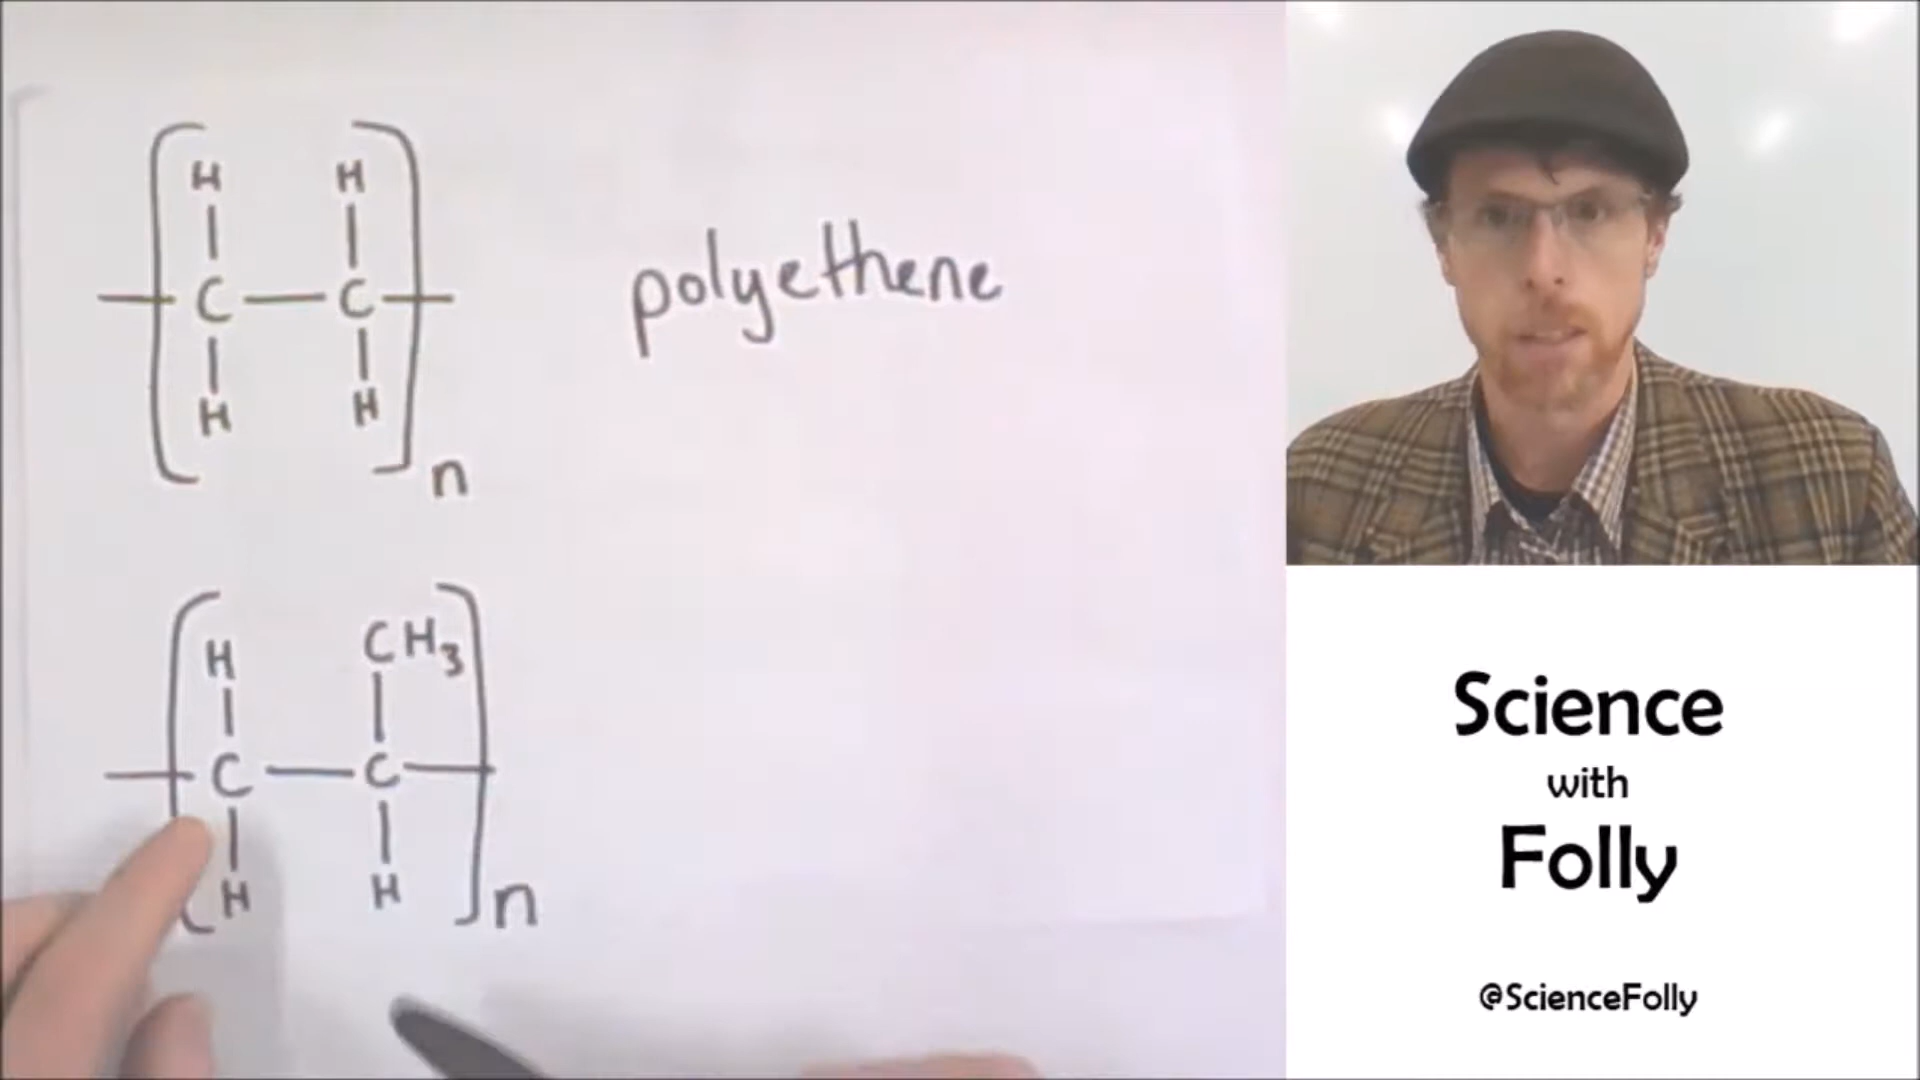 H H
C C
H H
n
polyethene
H CH3
C C
H H
n
Science
with
Folly
@ScienceFolly